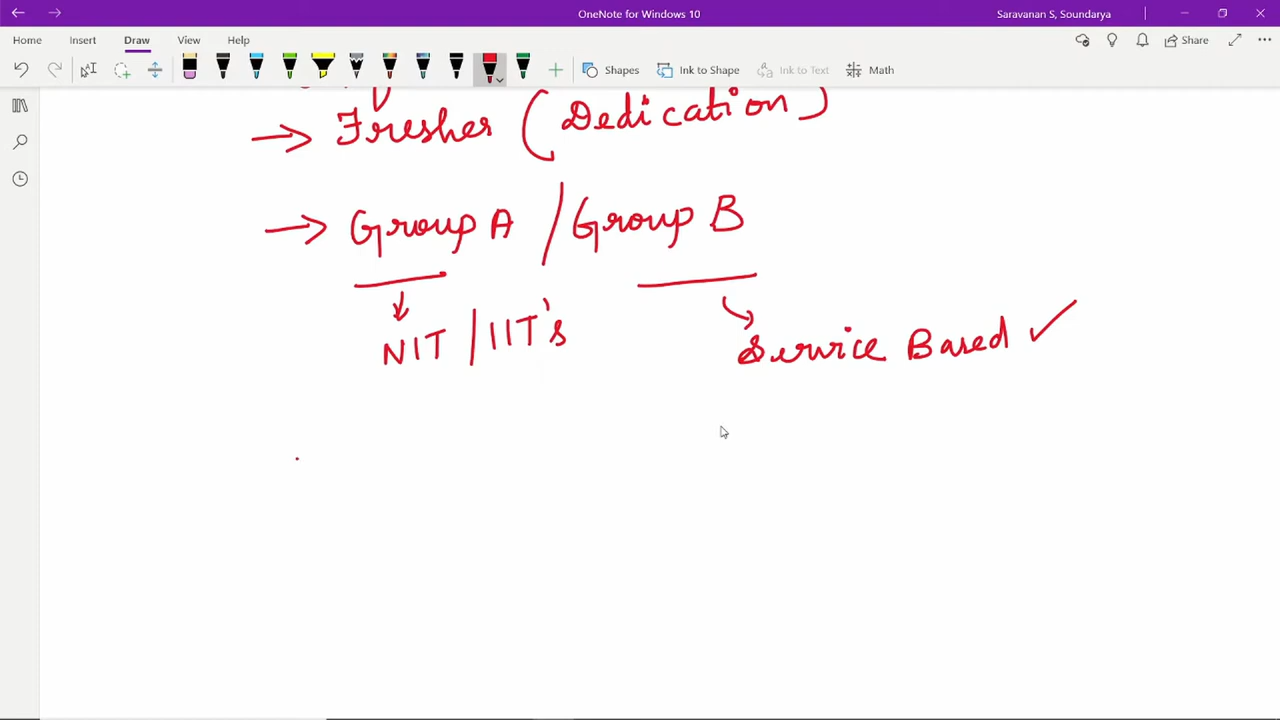 OneNote for Windows 10
Saravanan S, Soundarya
Home Insert Draw View Help
Share
Shapes Ink to Shape Ink to Text Math
→ Fresher (Dedication)
→ Group A / Group B
NIT / IIT's
Service Based ✓